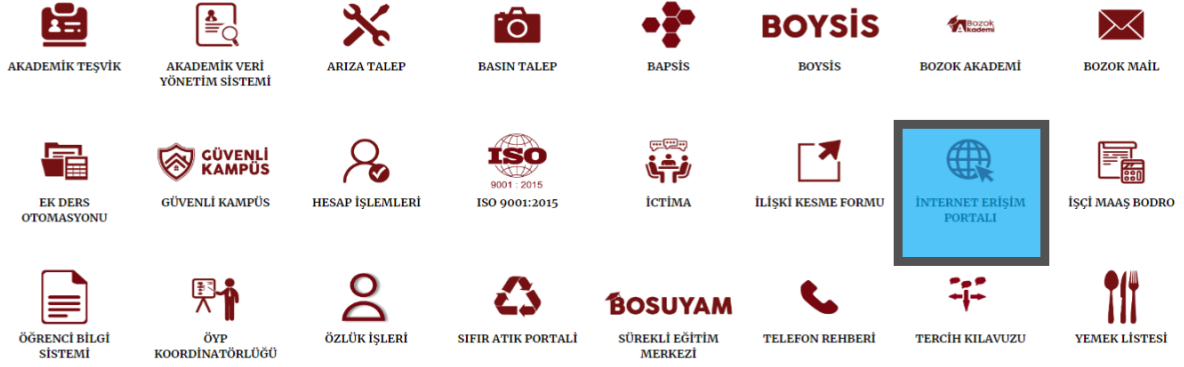 BOYSİS
Bozok
Akademi
AKADEMİK TEŞVİK
AKADEMİK VERİ
YÖNETİM SİSTEMİ
ARIZA TALEP
BASIN TALEP
BAPSİS
BOYSİS
BOZOK AKADEMİ
BOZOK MAİL
GÜVENLİ
KAMPÜS
ISO
9001 : 2015
EK DERS
OTOMASYONU
GÜVENLİ KAMPÜS
HESAP İŞLEMLERİ
ISO 9001:2015
İCTİMA
İLİŞKİ KESME FORMU
İNTERNET ERİŞİM
PORTALI
İŞÇİ MAAŞ BODRO
BOSUYAM
ÖĞRENCİ BİLGİ
SİSTEMİ
ÖYP
KOORDİNATÖRLÜĞÜ
ÖZLÜK İŞLERİ
SIFIR ATIK PORTALİ
SÜREKLİ EĞİTİM
MERKEZİ
TELEFON REHBERİ
TERCİH KILAVUZU
YEMEK LİSTESİ